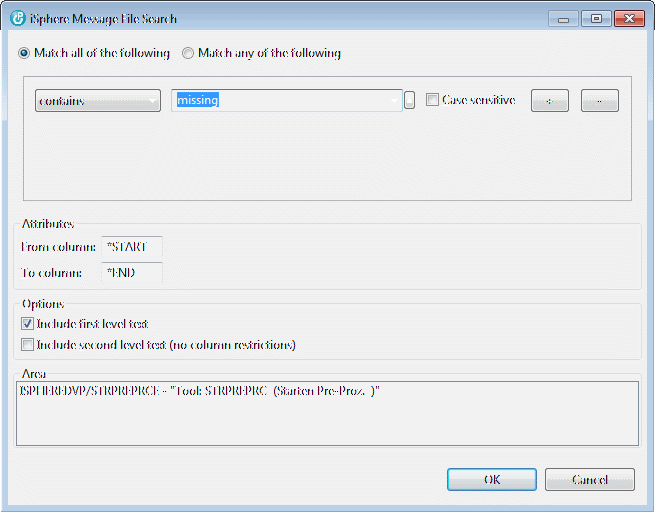 iSphere Message File Search
Match all of the following Match any of the following
contains missing Case sensitive + -
Attributes
From column: *START
To column: *END
Options
Include first level text
Include second level text (no column restrictions)
Area
ISPHEREDVP/STRPREPRCE - "Tool: STRPREPRC (Starten Pre-Proz. )"
OK Cancel